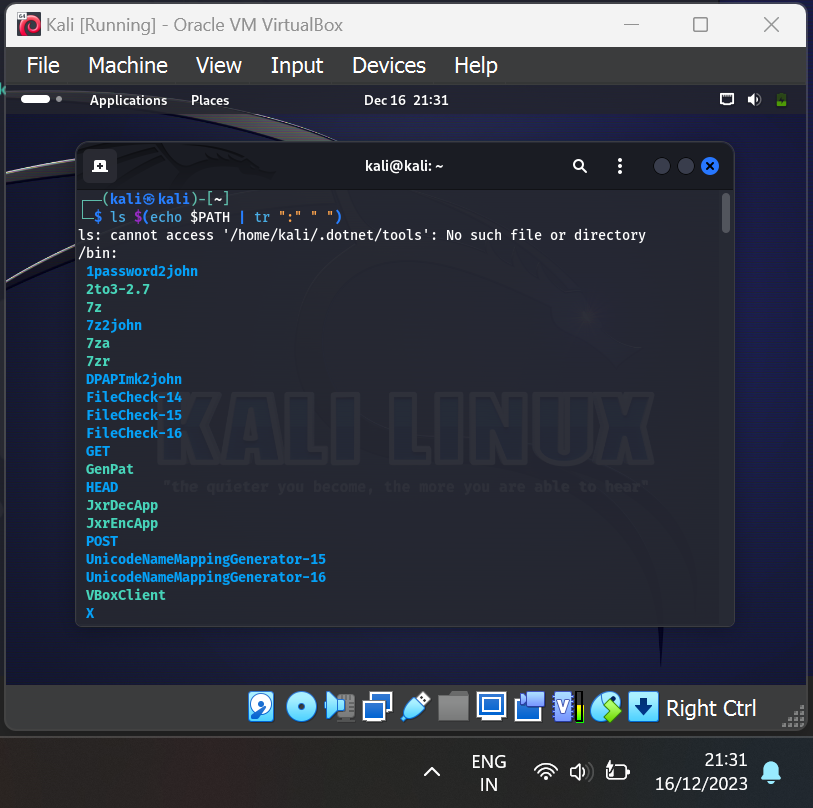 Kali [Running] - Oracle VM VirtualBox
File Machine View Input Devices Help
Applications Places Dec 16 21:31
kali@kali: ~
┌──(kali㉿kali)-[~]
└─$ ls $(echo $PATH | tr ":" " ")
ls: cannot access '/home/kali/.dotnet/tools': No such file or directory
/bin:
1password2john
2to3-2.7
7z
7z2john
7za
7zr
DPAPImk2john
FileCheck-14
FileCheck-15
FileCheck-16
GET
GenPat
HEAD
JxrDecApp
JxrEncApp
POST
UnicodeNameMappingGenerator-15
UnicodeNameMappingGenerator-16
VBoxClient
X
KALI LINUX
"the quieter you become, the more you are able to hear"
V
Right Ctrl
ENG
IN
21:31
16/12/2023